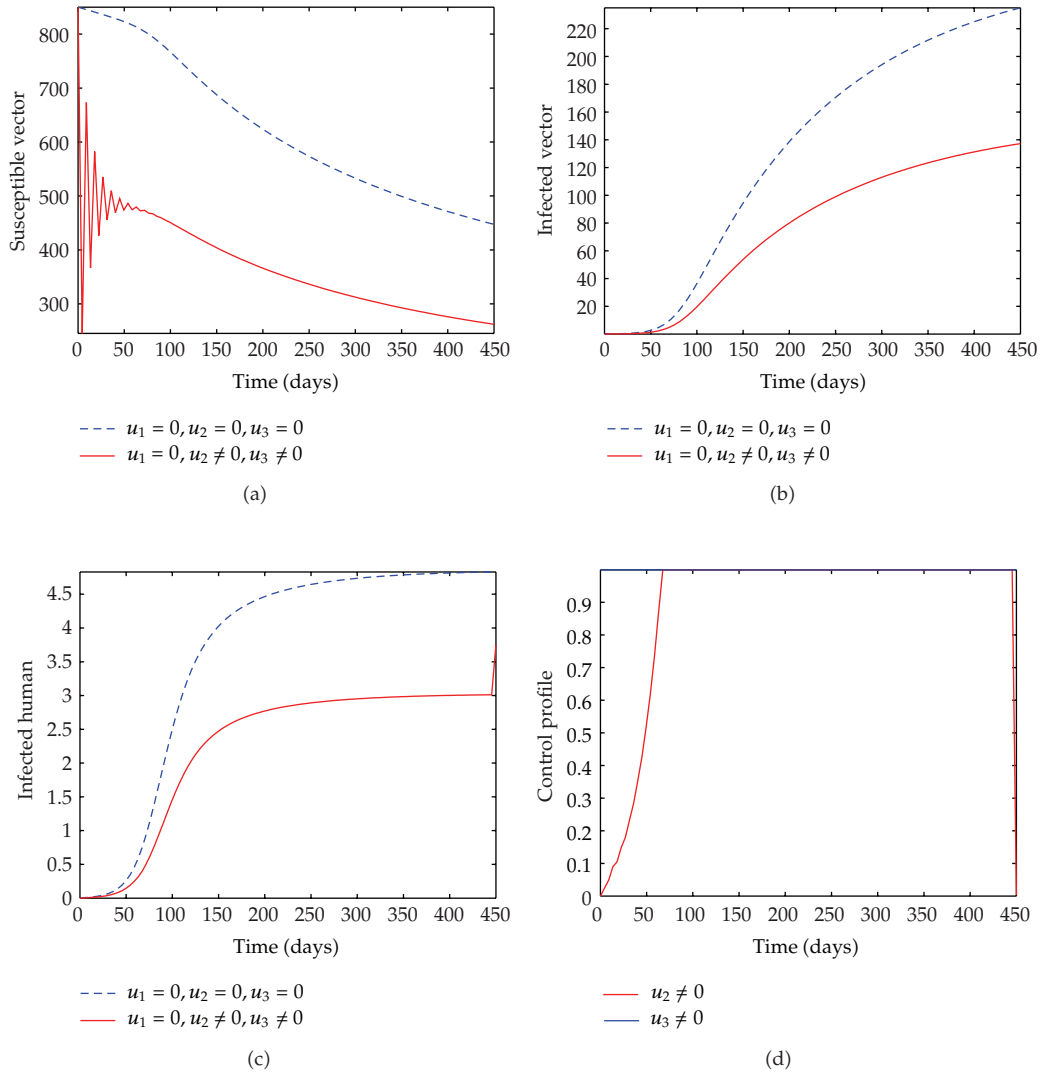 800
700
600
500
400
300
0 50 100 150 200 250 300 350 400 450
Susceptible vector
Time (days)
u₁ = 0, u₂ = 0, u₃ = 0
u₁ = 0, u₂ ≠ 0, u₃ ≠ 0
(a)
220
200
180
160
140
120
100
80
60
40
20
0 50 100 150 200 250 300 350 400 450
Infected vector
Time (days)
u₁ = 0, u₂ = 0, u₃ = 0
u₁ = 0, u₂ ≠ 0, u₃ ≠ 0
(b)
4.5
4
3.5
3
2.5
2
1.5
1
0.5
0
0 50 100 150 200 250 300 350 400 450
Infected human
Time (days)
u₁ = 0, u₂ = 0, u₃ = 0
u₁ = 0, u₂ ≠ 0, u₃ ≠ 0
(c)
0.9
0.8
0.7
0.6
0.5
0.4
0.3
0.2
0.1
0
0 50 100 150 200 250 300 350 400 450
Control profile
Time (days)
u₂ ≠ 0
u₃ ≠ 0
(d)